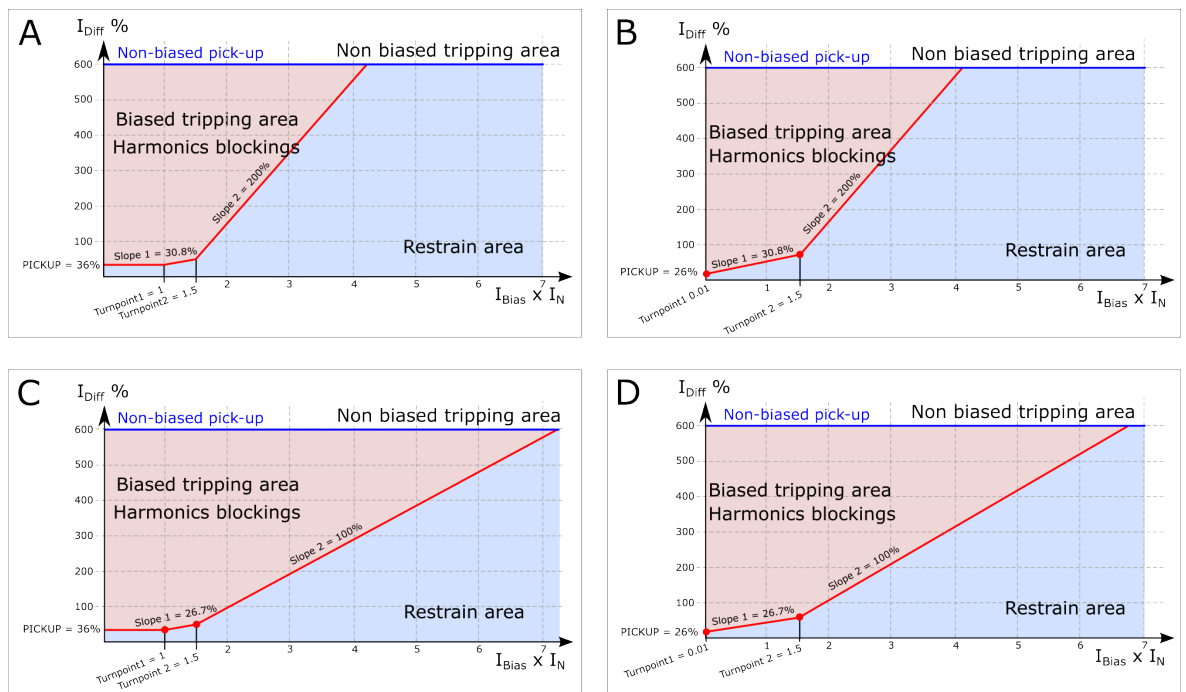 A
I_Diff %
Non-biased pick-up
Non biased tripping area
600
500
400
300
200
100
Biased tripping area
Harmonics blockings
Slope 2 = 200%
Slope 1 = 30.8%
PICKUP = 36%
Restrain area
2
3
4
5
6
7
Turnpoint1 = 1
Turnpoint2 = 1.5
I_Bias x I_N
B
I_Diff %
Non-biased pick-up
Non biased tripping area
600
500
400
300
200
100
Biased tripping area
Harmonics blockings
Slope 2 = 200%
Slope 1 = 30.8%
PICKUP = 26%
Restrain area
1
2
3
4
5
6
7
Turnpoint1 0.01
Turnpoint 2 = 1.5
I_Bias x I_N
C
I_Diff %
Non-biased pick-up
Non biased tripping area
600
500
400
300
200
100
Biased tripping area
Harmonics blockings
Slope 2 = 100%
Slope 1 = 26.7%
PICKUP = 36%
Restrain area
2
3
4
5
6
7
Turnpoint1 = 1
Turnpoint 2 = 1.5
I_Bias x I_N
D
I_Diff %
Non-biased pick-up
Non biased tripping area
600
500
400
300
200
100
Biased tripping area
Harmonics blockings
Slope 2 = 100%
Slope 1 = 26.7%
PICKUP = 26%
Restrain area
1
2
3
4
5
6
7
Turnpoint1 = 0.01
Turnpoint 2 = 1.5
I_Bias x I_N